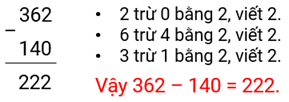 362
−
140
222
• 2 trừ 0 bằng 2, viết 2.
• 6 trừ 4 bằng 2, viết 2.
• 3 trừ 1 bằng 2, viết 2.
Vậy 362 – 140 = 222.